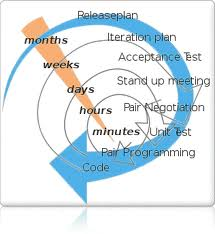 Releaseplan
months
Iteration plan
Acceptance Test
weeks
Stand up meeting
days
Pair Negotiation
hours
Unit Test
minutes
Pair Programming
Code